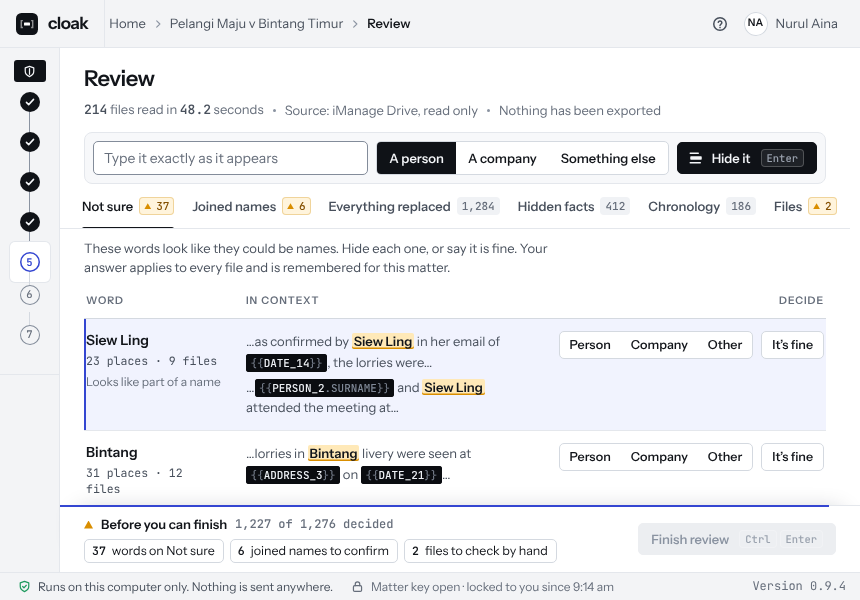 cloak
Home > Pelangi Maju v Bintang Timur > Review
NA Nurul Aina
Review
214 files read in 48.2 seconds • Source: iManage Drive, read only • Nothing has been exported
Type it exactly as it appears
A person A company Something else
Hide it Enter
Not sure 37 Joined names 6 Everything replaced 1,284 Hidden facts 412 Chronology 186 Files 2
5
6
7
These words look like they could be names. Hide each one, or say it is fine. Your
answer applies to every file and is remembered for this matter.
WORD IN CONTEXT DECIDE
Siew Ling
23 places · 9 files
Looks like part of a name
...as confirmed by Siew Ling in her email of
{{DATE_14}}, the lorries were...
...{{PERSON_2.SURNAME}} and Siew Ling
attended the meeting at...
Person Company Other It's fine
Bintang
31 places · 12
files
...lorries in Bintang livery were seen at
{{ADDRESS_3}} on {{DATE_21}}...
Person Company Other It's fine
Before you can finish 1,227 of 1,276 decided
37 words on Not sure 6 joined names to confirm 2 files to check by hand
Finish review Ctrl Enter
Runs on this computer only. Nothing is sent anywhere. Matter key open · locked to you since 9:14 am Version 0.9.4